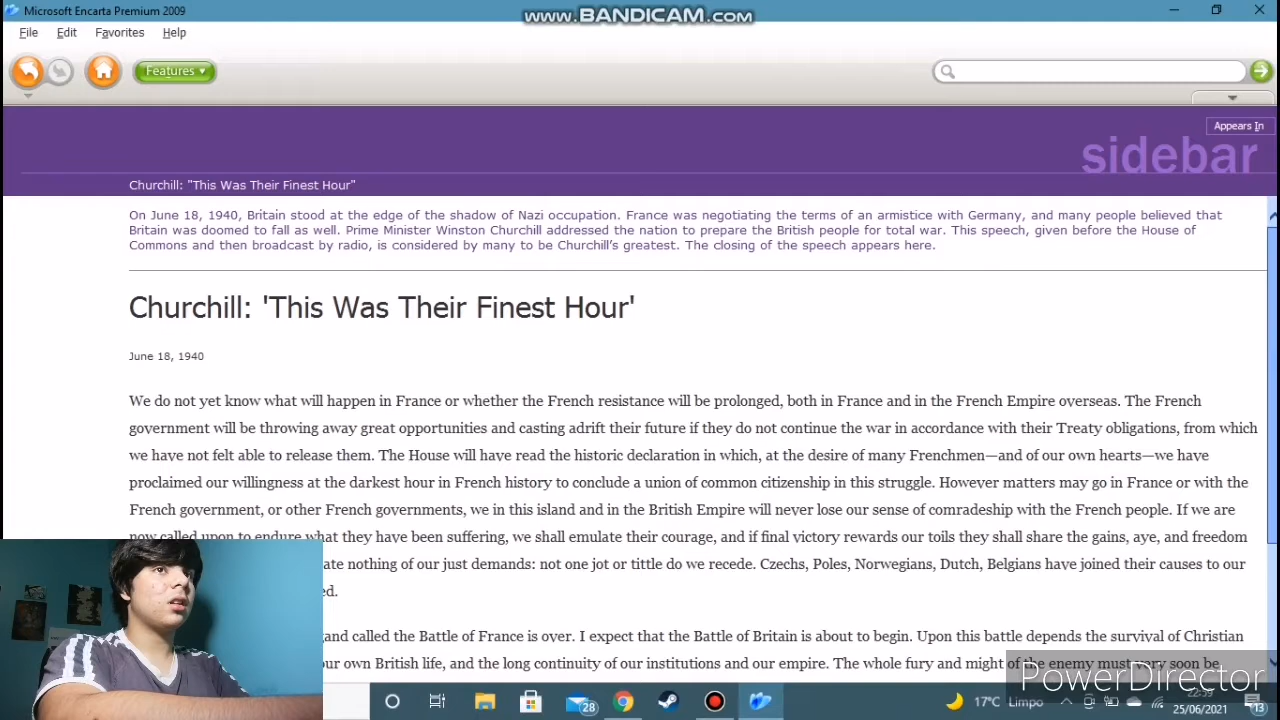 Microsoft Encarta Premium 2009
www.BANDICAM.com
File Edit Favorites Help
Features
Appears In
sidebar
Churchill: "This Was Their Finest Hour"
On June 18, 1940, Britain stood at the edge of the shadow of Nazi occupation. France was negotiating the terms of an armistice with Germany, and many people believed that
Britain was doomed to fall as well. Prime Minister Winston Churchill addressed the nation to prepare the British people for total war. This speech, given before the House of
Commons and then broadcast by radio, is considered by many to be Churchill's greatest. The closing of the speech appears here.
Churchill: 'This Was Their Finest Hour'
June 18, 1940
We do not yet know what will happen in France or whether the French resistance will be prolonged, both in France and in the French Empire overseas. The French
government will be throwing away great opportunities and casting adrift their future if they do not continue the war in accordance with their Treaty obligations, from which
we have not felt able to release them. The House will have read the historic declaration in which, at the desire of many Frenchmen—and of our own hearts—we have
proclaimed our willingness at the darkest hour in French history to conclude a union of common citizenship in this struggle. However matters may go in France or with the
French government, or other French governments, we in this island and in the British Empire will never lose our sense of comradeship with the French people. If we are
now called upon to endure what they have been suffering, we shall emulate their courage, and if final victory rewards our toils they shall share the gains, aye, and freedom
ate nothing of our just demands: not one jot or tittle do we recede. Czechs, Poles, Norwegians, Dutch, Belgians have joined their causes to our
ed.
gand called the Battle of France is over. I expect that the Battle of Britain is about to begin. Upon this battle depends the survival of Christian
our own British life, and the long continuity of our institutions and our empire. The whole fury and might of the enemy must very soon be
PowerDirector
28
17°C Limpo
22:39
25/06/2021
13